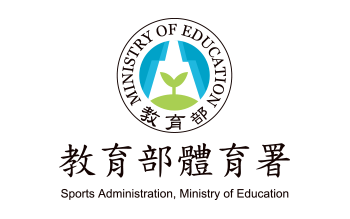 MINISTRY OF EDUCATION
教育部
教育部體育署
Sports Administration, Ministry of Education